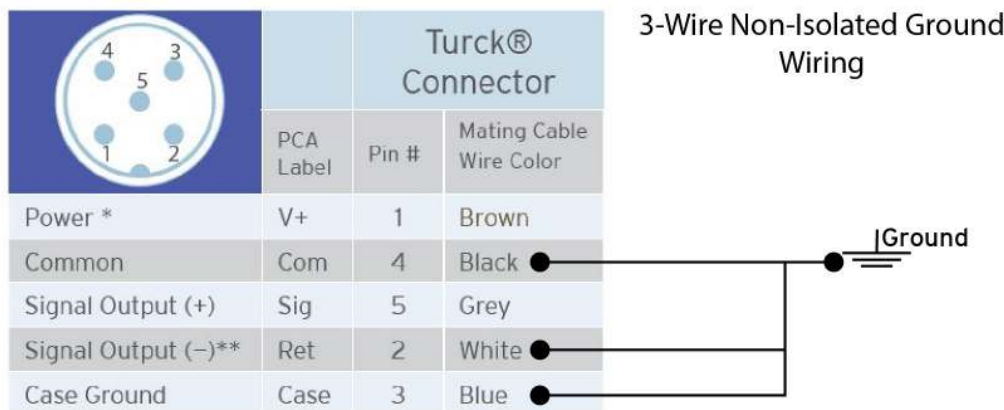 3-Wire Non-Isolated Ground
Wiring
4 3
5
1 2
Turck®
Connector
PCA
Label
Pin #
Mating Cable
Wire Color
Power * V+ 1 Brown
Common Com 4 Black
Ground
Signal Output (+) Sig 5 Grey
Signal Output (−)** Ret 2 White
Case Ground Case 3 Blue